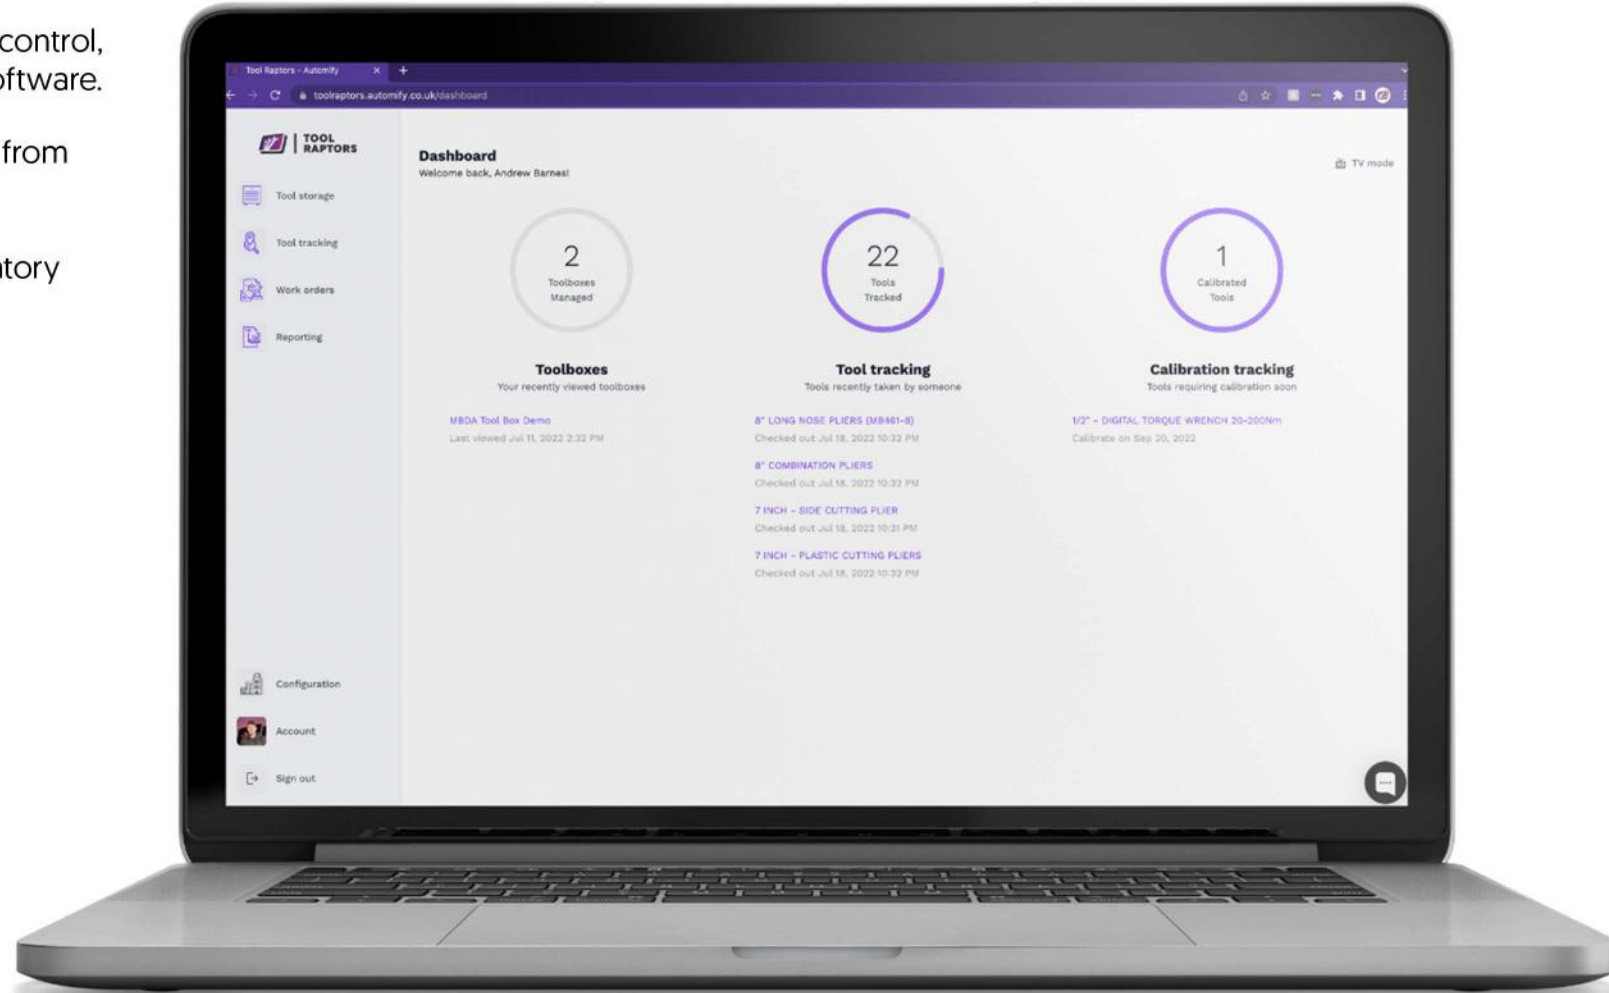 control,
oftware.
from
atory
Tool Raptors - Automify
toolraptors.automify.co.uk/dashboard
TOOL
RAPTORS
Tool storage
Tool tracking
Work orders
Reporting
Configuration
Account
Sign out
Dashboard
Welcome back, Andrew Barnes!
TV mode
2
Toolboxes
Managed
22
Tools
Tracked
1
Calibrated
Tools
Toolboxes
Your recently viewed toolboxes
MBDA Tool Box Demo
Last viewed Jul 11, 2022 2:32 PM
Tool tracking
Tools recently taken by someone
8" LONG NOSE PLIERS (MB461-8)
Checked out Jul 18, 2022 10:32 PM
8" COMBINATION PLIERS
Checked out Jul 18, 2022 10:32 PM
7 INCH - SIDE CUTTING PLIER
Checked out Jul 18, 2022 10:31 PM
7 INCH - PLASTIC CUTTING PLIERS
Checked out Jul 18, 2022 10:32 PM
Calibration tracking
Tools requiring calibration soon
1/2" - DIGITAL TORQUE WRENCH 20-200Nm
Calibrate on Sep 30, 2022